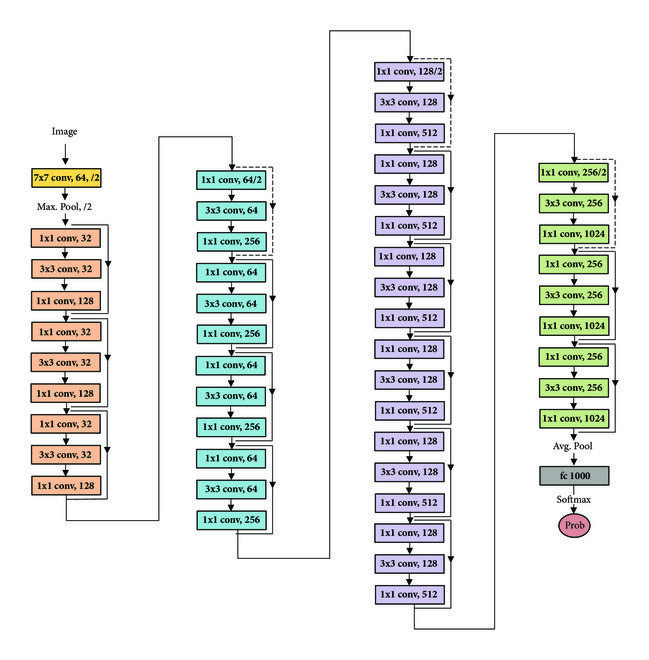 Image
7x7 conv, 64, /2
Max. Pool, /2
1x1 conv, 32
3x3 conv, 32
1x1 conv, 128
1x1 conv, 32
3x3 conv, 32
1x1 conv, 128
1x1 conv, 32
3x3 conv, 32
1x1 conv, 128
1x1 conv, 64/2
3x3 conv, 64
1x1 conv, 256
1x1 conv, 64
3x3 conv, 64
1x1 conv, 256
1x1 conv, 64
3x3 conv, 64
1x1 conv, 256
1x1 conv, 64
3x3 conv, 64
1x1 conv, 256
1x1 conv, 128/2
3x3 conv, 128
1x1 conv, 512
1x1 conv, 128
3x3 conv, 128
1x1 conv, 512
1x1 conv, 128
3x3 conv, 128
1x1 conv, 512
1x1 conv, 128
3x3 conv, 128
1x1 conv, 512
1x1 conv, 128
3x3 conv, 128
1x1 conv, 512
1x1 conv, 128
3x3 conv, 128
1x1 conv, 512
1x1 conv, 256/2
3x3 conv, 256
1x1 conv, 1024
1x1 conv, 256
3x3 conv, 256
1x1 conv, 1024
1x1 conv, 256
3x3 conv, 256
1x1 conv, 1024
Avg. Pool
fc 1000
Softmax
Prob